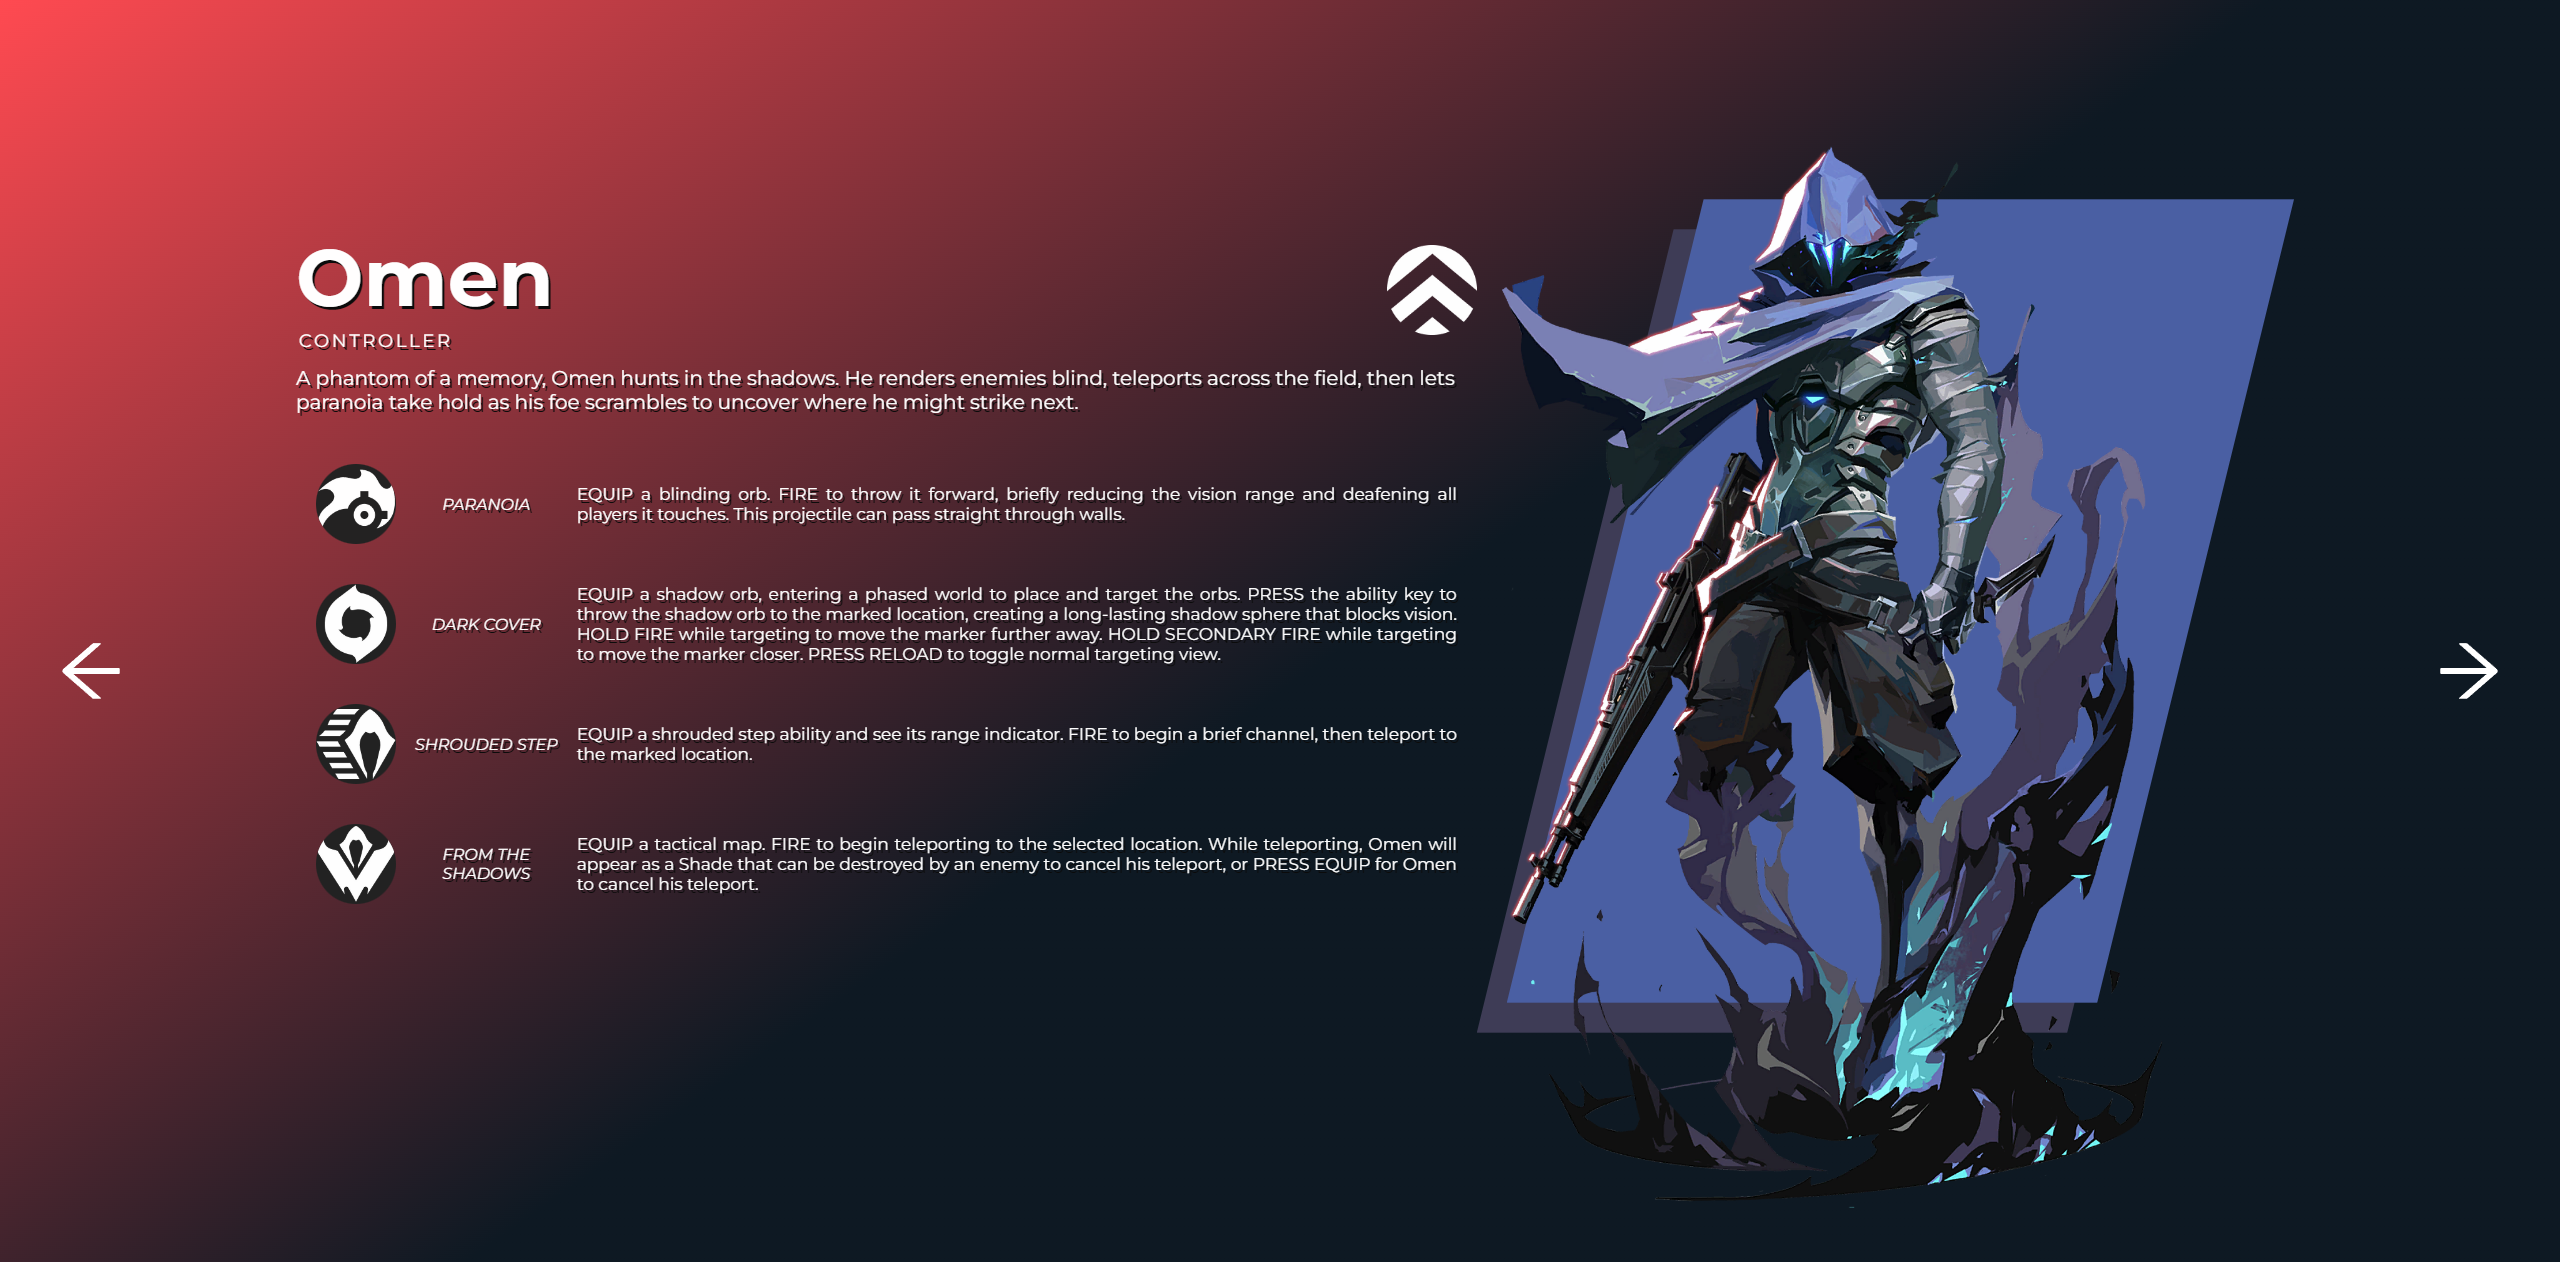 Omen
CONTROLLER
A phantom of a memory, Omen hunts in the shadows. He renders enemies blind, teleports across the field, then lets
paranoia take hold as his foe scrambles to uncover where he might strike next.
PARANOIA
EQUIP a blinding orb. FIRE to throw it forward, briefly reducing the vision range and deafening all
players it touches. This projectile can pass straight through walls.
DARK COVER
EQUIP a shadow orb, entering a phased world to place and target the orbs. PRESS the ability key to
throw the shadow orb to the marked location, creating a long-lasting shadow sphere that blocks vision.
HOLD FIRE while targeting to move the marker further away. HOLD SECONDARY FIRE while targeting
to move the marker closer. PRESS RELOAD to toggle normal targeting view.
SHROUDED STEP
EQUIP a shrouded step ability and see its range indicator. FIRE to begin a brief channel, then teleport to
the marked location.
FROM THE
SHADOWS
EQUIP a tactical map. FIRE to begin teleporting to the selected location. While teleporting, Omen will
appear as a Shade that can be destroyed by an enemy to cancel his teleport, or PRESS EQUIP for Omen
to cancel his teleport.